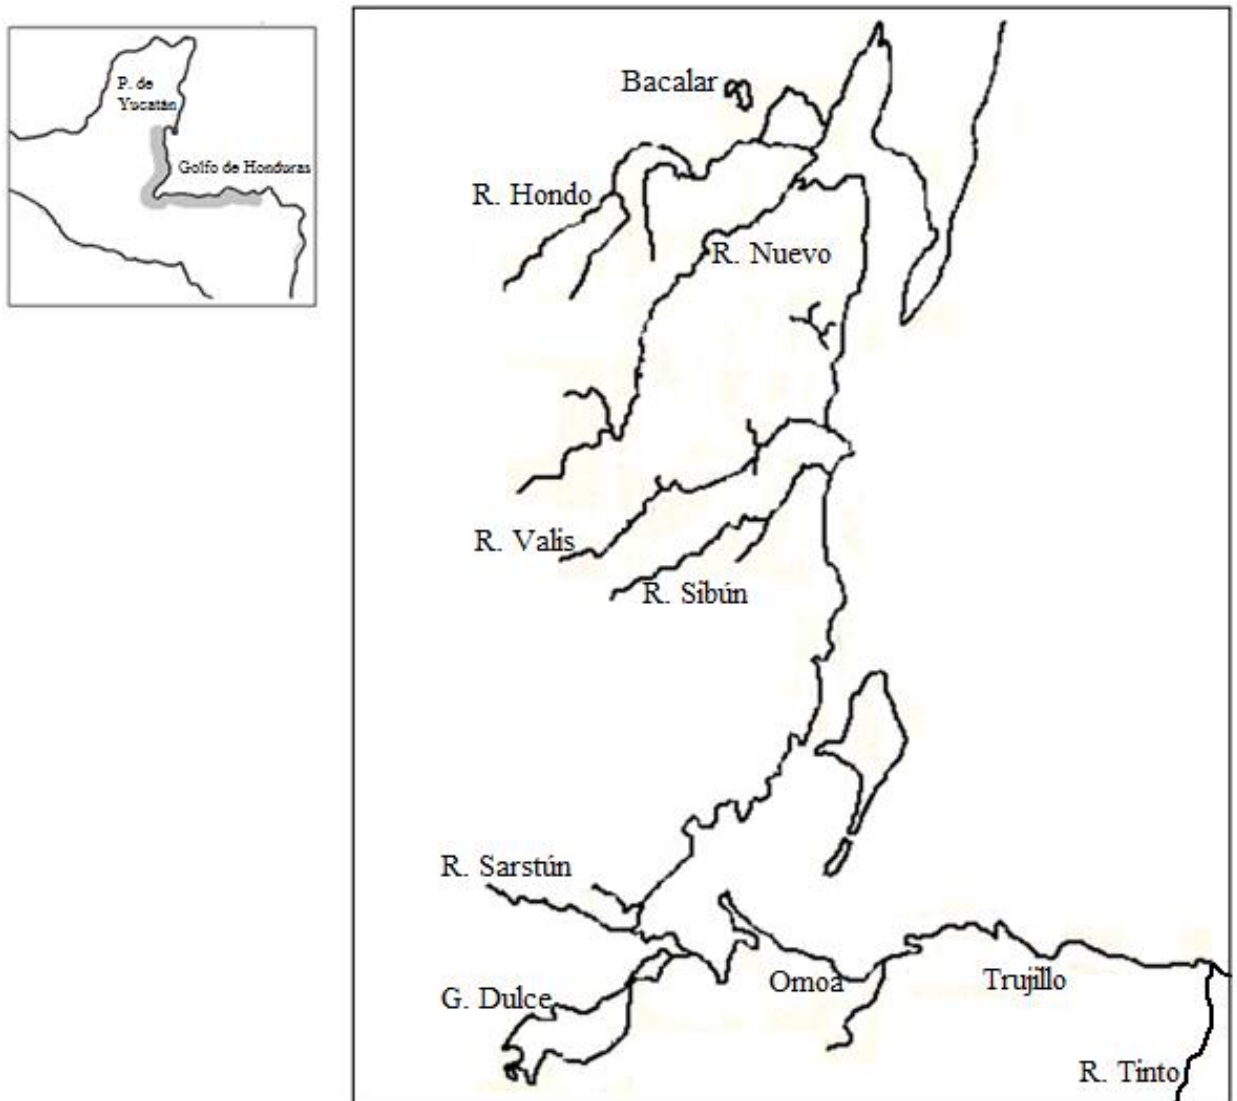 P. de
Yucatán
Golfo de Honduras
Bacalar
R. Hondo
R. Nuevo
R. Valis
R. Sibún
R. Sarstún
G. Dulce
Omoa
Trujillo
R. Tinto